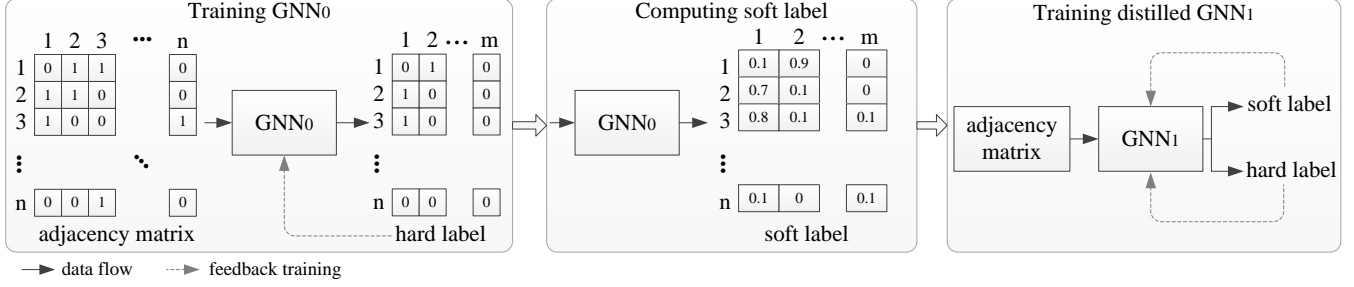 Training GNN0
1 2 3 ... n
1 0 1 1 0
2 1 1 0 0
3 1 0 0 1
n 0 0 1 0
adjacency matrix
GNN0
1 2 ... m
1 0 1 0
2 1 0 0
3 1 0 0
n 0 0 0
hard label
Computing soft label
GNN0
1 2 ... m
1 0.1 0.9 0
2 0.7 0.1 0
3 0.8 0.1 0.1
n 0.1 0 0.1
soft label
Training distilled GNN1
adjacency
matrix
GNN1
soft label
hard label
data flow
feedback training